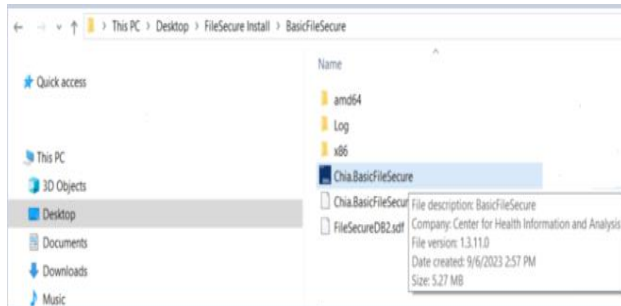 This PC > Desktop > FileSecure Install > BasicFileSecure
Name
Quick access
amd64
Log
x86
This PC
Chia.BasicFileSecure
3D Objects
Chia.BasicFileSecur
File description: BasicFileSecure
Desktop
FileSecureDB2.sdf
Company: Center for Health Information and Analysis
File version: 1.3.11.0
Documents
Date created: 9/6/2023 2:57 PM
Downloads
Size: 5.27 MB
Music